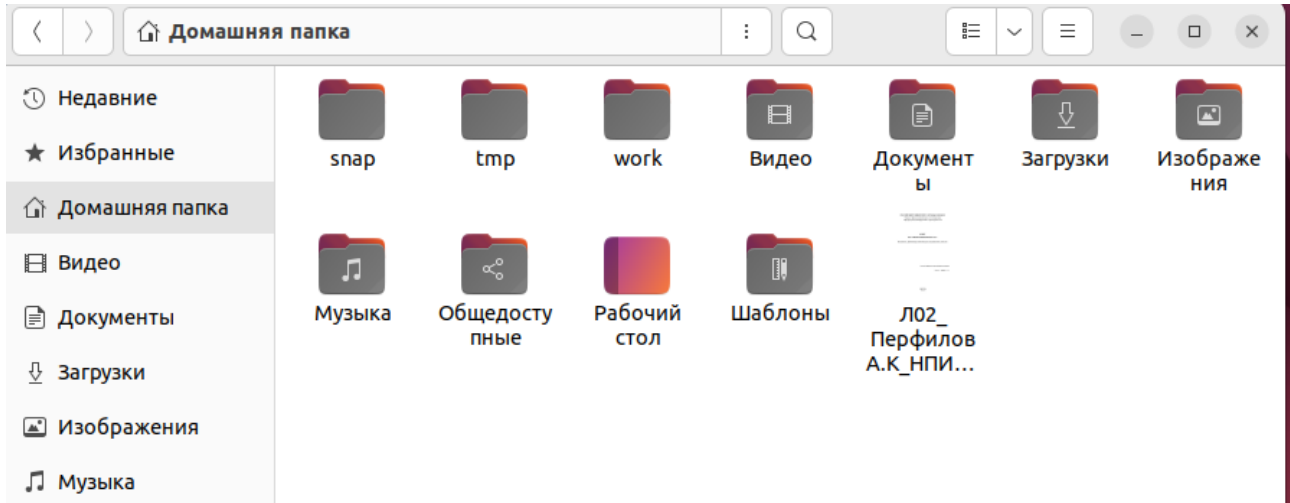 Домашняя папка
Недавние
Избранные
Домашняя папка
Видео
Документы
Загрузки
Изображения
Музыка
snap
tmp
work
Видео
Документ
ы
Загрузки
Изображе
ния
Музыка
Общедосту
пные
Рабочий
стол
Шаблоны
Л02_
Перфилов
А.К_НПИ...